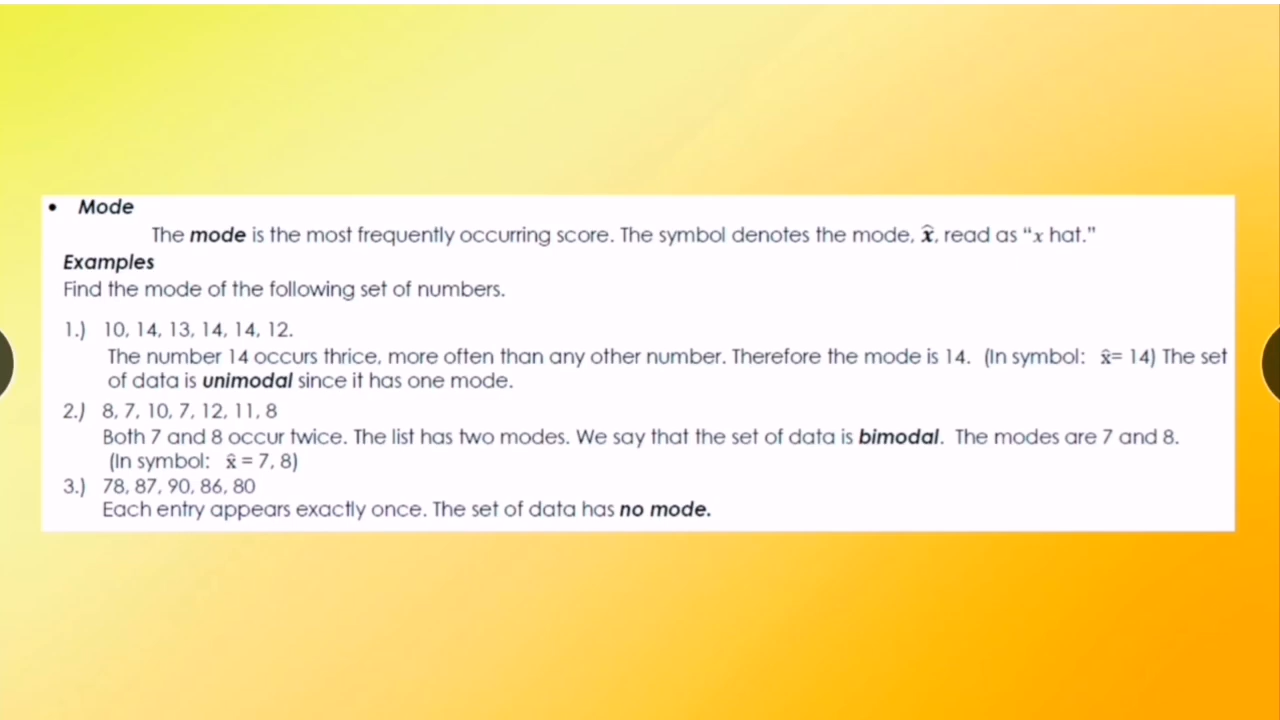 • Mode
The mode is the most frequently occurring score. The symbol denotes the mode, x̂, read as “x hat.”
Examples
Find the mode of the following set of numbers.
1.) 10, 14, 13, 14, 14, 12.
The number 14 occurs thrice, more often than any other number. Therefore the mode is 14. (In symbol: x̂= 14) The set
of data is unimodal since it has one mode.
2.) 8, 7, 10, 7, 12, 11, 8
Both 7 and 8 occur twice. The list has two modes. We say that the set of data is bimodal. The modes are 7 and 8.
(In symbol: x̂ = 7, 8)
3.) 78, 87, 90, 86, 80
Each entry appears exactly once. The set of data has no mode.